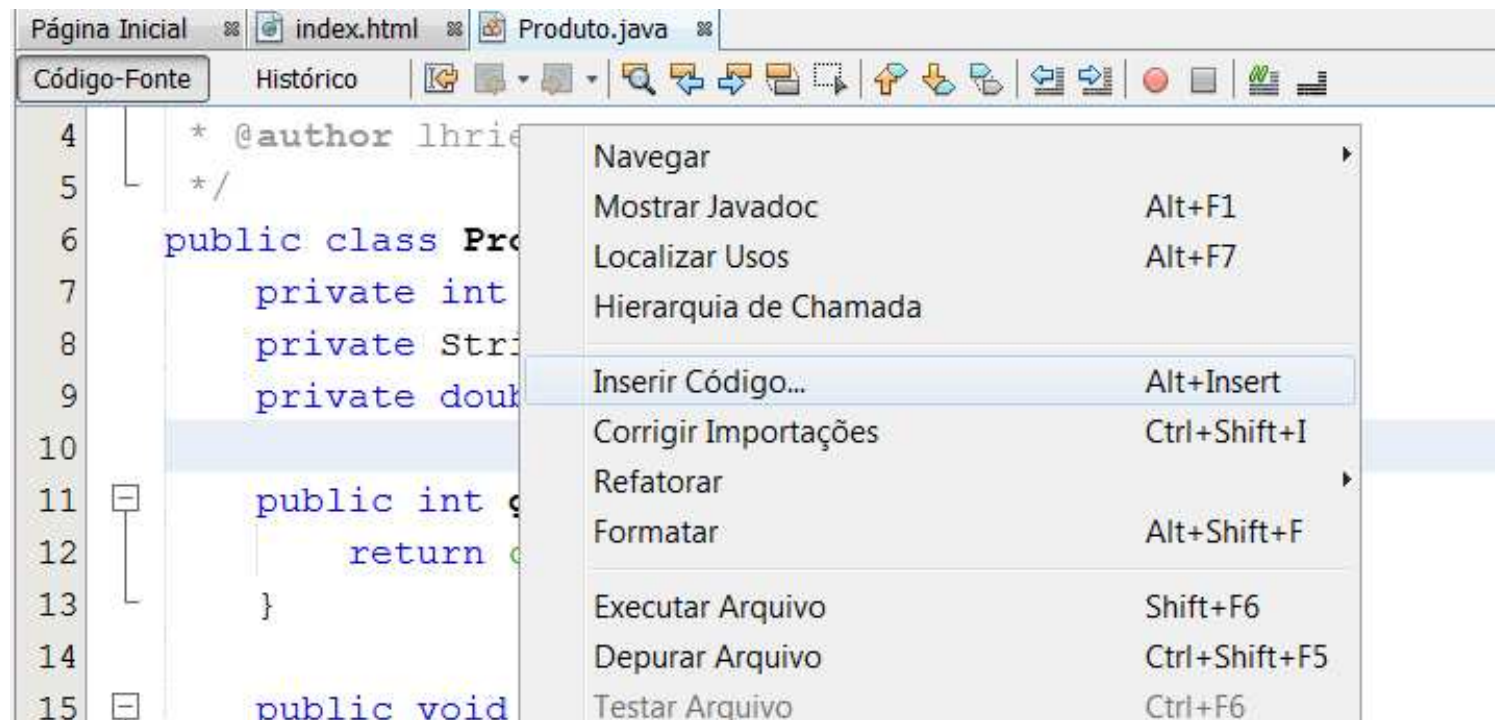 Página Inicial index.html Produto.java
Código-Fonte Histórico
4 * @author lhrie
5 */
6 public class Pro
7 private int
8 private Stri
9 private doub
10
11 public int g
12 return c
13 }
14
15 public void
Navegar
Mostrar Javadoc Alt+F1
Localizar Usos Alt+F7
Hierarquia de Chamada
Inserir Código... Alt+Insert
Corrigir Importações Ctrl+Shift+I
Refatorar
Formatar Alt+Shift+F
Executar Arquivo Shift+F6
Depurar Arquivo Ctrl+Shift+F5
Testar Arquivo Ctrl+F6